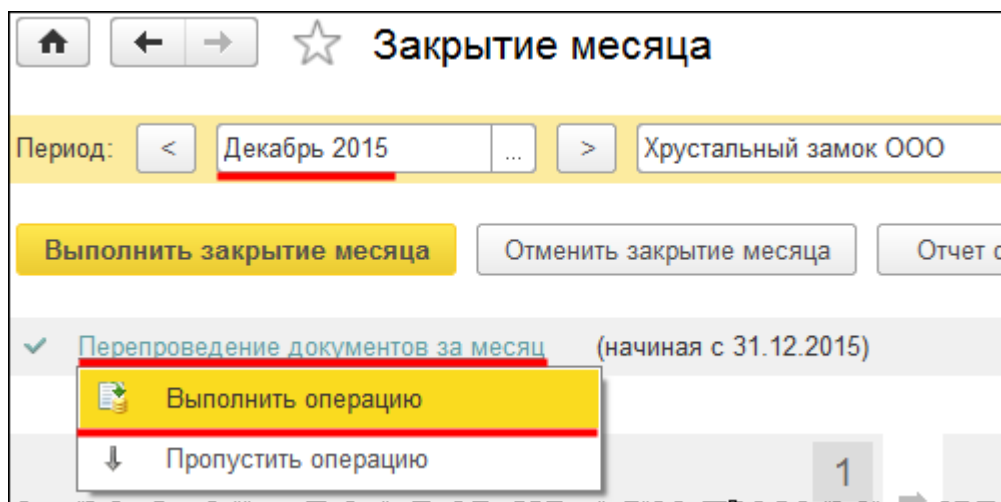 Закрытие месяца
Период: < Декабрь 2015 ... > Хрустальный замок ООО
Выполнить закрытие месяца Отменить закрытие месяца Отчет
Перепроведение документов за месяц (начиная с 31.12.2015)
Выполнить операцию
Пропустить операцию
1